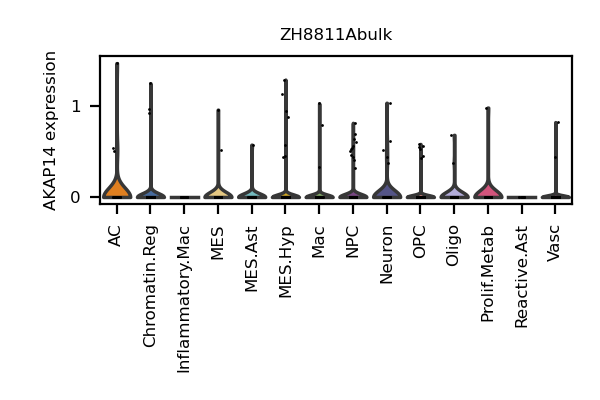 ZH8811Abulk
AKAP14 expression
1
0
AC
Chromatin.Reg
Inflammatory.Mac
MES
MES.Ast
MES.Hyp
Mac
NPC
Neuron
OPC
Oligo
Prolif.Metab
Reactive.Ast
Vasc